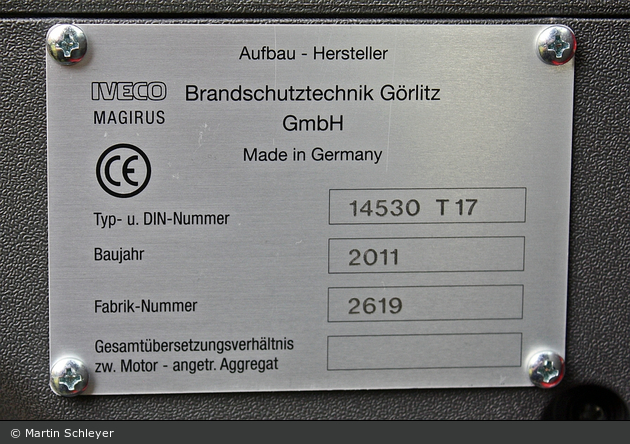 Aufbau - Hersteller
IVECO Brandschutztechnik Görlitz
MAGIRUS GmbH
Made in Germany
CE
Typ- u. DIN-Nummer 14530 T 17
Baujahr 2011
Fabrik-Nummer 2619
Gesamtübersetzungsverhältnis
zw. Motor - angetr. Aggregat
© Martin Schleyer